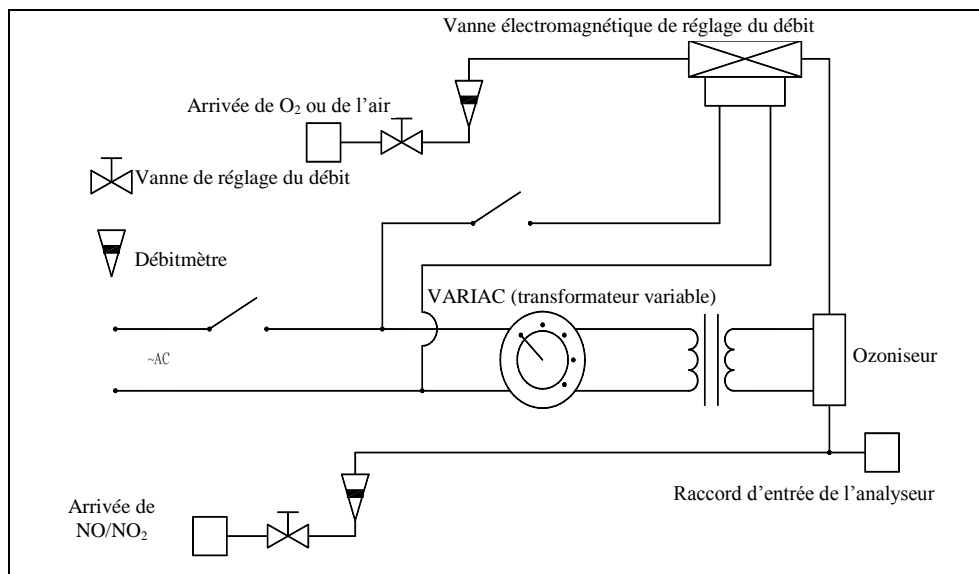 Vanne électromagnétique de réglage du débit
Arrivée de O₂ ou de l'air
Vanne de réglage du débit
Débitmètre
VARIAC (transformateur variable)
~AC
Ozoniseur
Raccord d'entrée de l'analyseur
Arrivée de
NO/NO₂